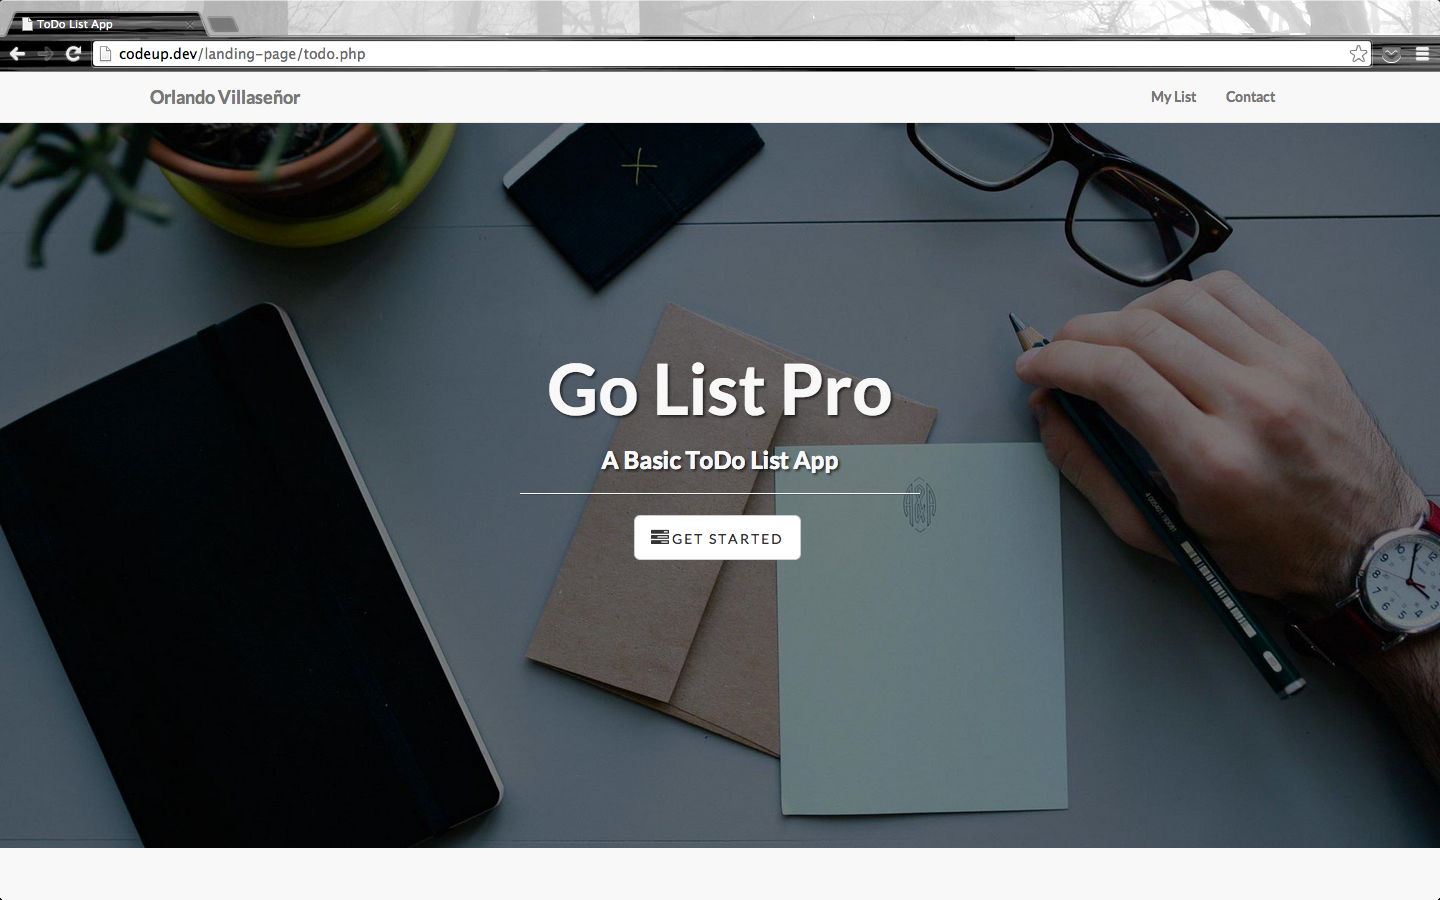 ToDo List App
codeup.dev/landing-page/todo.php
Orlando Villaseñor
My List
Contact
Go List Pro
A Basic ToDo List App
GET STARTED